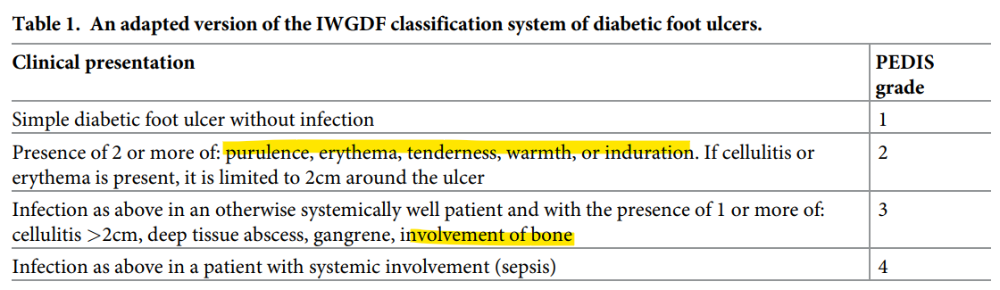 Table 1. An adapted version of the IWGDF classification system of diabetic foot ulcers.
Clinical presentation PEDIS
grade
Simple diabetic foot ulcer without infection 1
Presence of 2 or more of: purulence, erythema, tenderness, warmth, or induration. If cellulitis or 2
erythema is present, it is limited to 2cm around the ulcer
Infection as above in an otherwise systemically well patient and with the presence of 1 or more of: 3
cellulitis >2cm, deep tissue abscess, gangrene, involvement of bone
Infection as above in a patient with systemic involvement (sepsis) 4